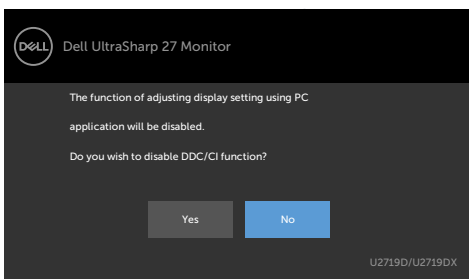 DELL
Dell UltraSharp 27 Monitor
The function of adjusting display setting using PC
application will be disabled.
Do you wish to disable DDC/CI function?
Yes
No
U2719D/U2719DX